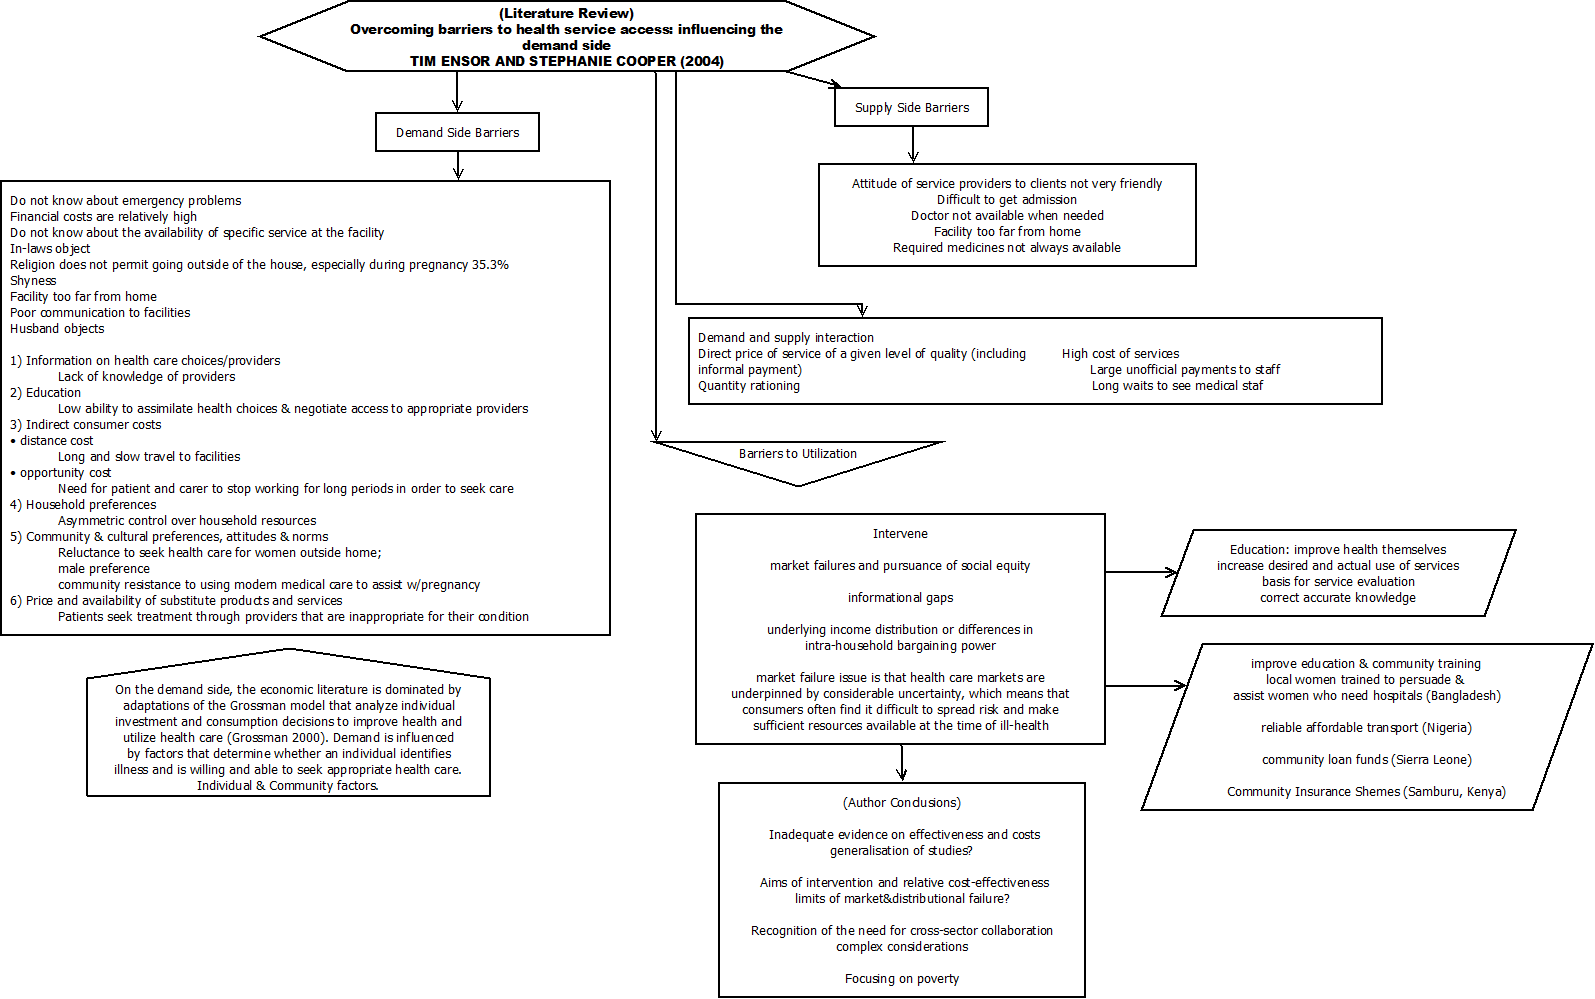 (Literature Review)
Overcoming barriers to health service access: influencing the
demand side
TIM ENSOR AND STEPHANIE COOPER (2004)
Demand Side Barriers
Do not know about emergency problems
Financial costs are relatively high
Do not know about the availability of specific service at the facility
In-laws object
Religion does not permit going outside of the house, especially during pregnancy 35.3%
Shyness
Facility too far from home
Poor communication to facilities
Husband objects
1) Information on health care choices/providers
Lack of knowledge of providers
2) Education
Low ability to assimilate health choices & negotiate access to appropriate providers
3) Indirect consumer costs
• distance cost
Long and slow travel to facilities
• opportunity cost
Need for patient and carer to stop working for long periods in order to seek care
4) Household preferences
Asymmetric control over household resources
5) Community & cultural preferences, attitudes & norms
Reluctance to seek health care for women outside home;
male preference
community resistance to using modern medical care to assist w/pregnancy
6) Price and availability of substitute products and services
Patients seek treatment through providers that are inappropriate for their condition
On the demand side, the economic literature is dominated by
adaptations of the Grossman model that analyze individual
investment and consumption decisions to improve health and
utilize health care (Grossman 2000). Demand is influenced
by factors that determine whether an individual identifies
illness and is willing and able to seek appropriate health care.
Individual & Community factors.
Supply Side Barriers
Attitude of service providers to clients not very friendly
Difficult to get admission
Doctor not available when needed
Facility too far from home
Required medicines not always available
Demand and supply interaction
Direct price of service of a given level of quality (including High cost of services
informal payment) Large unofficial payments to staff
Quantity rationing Long waits to see medical staf
Barriers to Utilization
Intervene
market failures and pursuance of social equity
informational gaps
underlying income distribution or differences in
intra-household bargaining power
market failure issue is that health care markets are
underpinned by considerable uncertainty, which means that
consumers often find it difficult to spread risk and make
sufficient resources available at the time of ill-health
Education: improve health themselves
increase desired and actual use of services
basis for service evaluation
correct accurate knowledge
improve education & community training
local women trained to persuade &
assist women who need hospitals (Bangladesh)
reliable affordable transport (Nigeria)
community loan funds (Sierra Leone)
Community Insurance Shemes (Samburu, Kenya)
(Author Conclusions)
Inadequate evidence on effectiveness and costs
generalisation of studies?
Aims of intervention and relative cost-effectiveness
limits of market&distributional failure?
Recognition of the need for cross-sector collaboration
complex considerations
Focusing on poverty